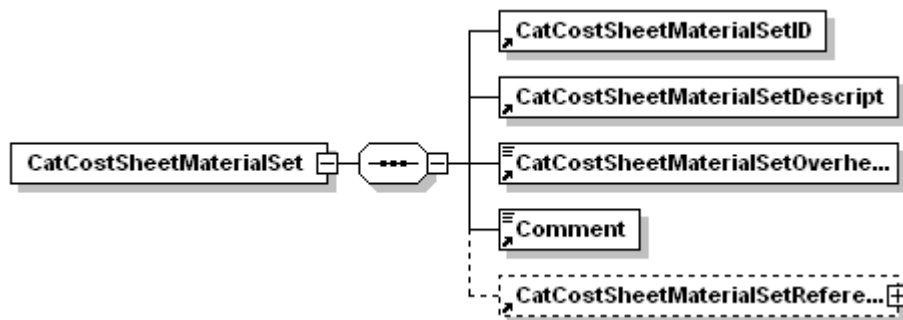 CatCostSheetMaterialSetID
CatCostSheetMaterialSetDescript
CatCostSheetMaterialSet
CatCostSheetMaterialSetOverhe...
Comment
CatCostSheetMaterialSetRefere...